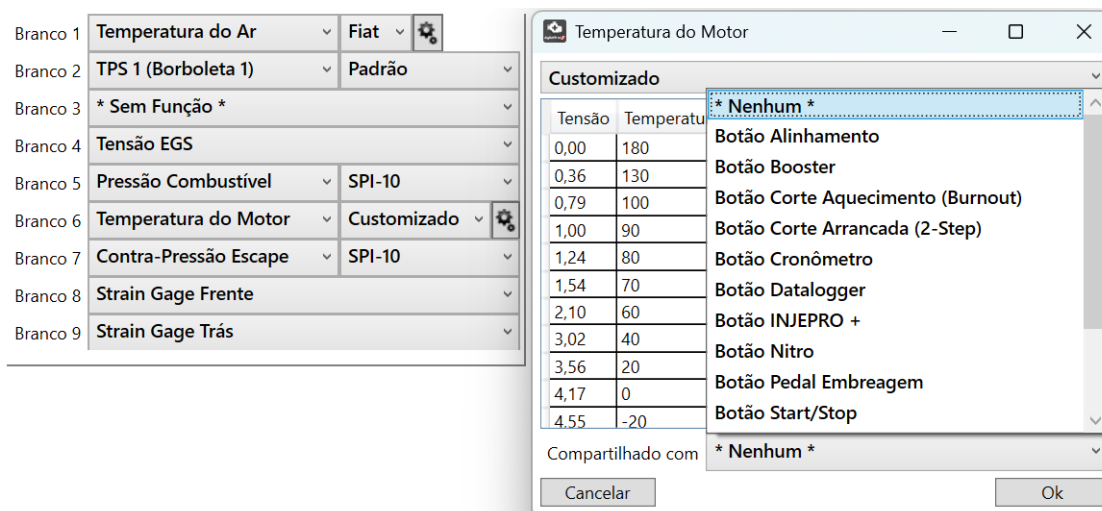 Branco 1 Temperatura do Ar Fiat
Branco 2 TPS 1 (Borboleta 1) Padrão
Branco 3 * Sem Função *
Branco 4 Tensão EGS
Branco 5 Pressão Combustível SPI-10
Branco 6 Temperatura do Motor Customizado
Branco 7 Contra-Pressão Escape SPI-10
Branco 8 Strain Gage Frente
Branco 9 Strain Gage Trás
Temperatura do Motor
Customizado
Tensão Temperatu
0,00 180
0,36 130
0,79 100
1,00 90
1,24 80
1,54 70
2,10 60
3,02 40
3,56 20
4,17 0
4,55 -20
* Nenhum *
Botão Alinhamento
Botão Booster
Botão Corte Aquecimento (Burnout)
Botão Corte Arrancada (2-Step)
Botão Cronômetro
Botão Datalogger
Botão INJEPRO +
Botão Nitro
Botão Pedal Embreagem
Botão Start/Stop
Compartilhado com * Nenhum *
Cancelar Ok